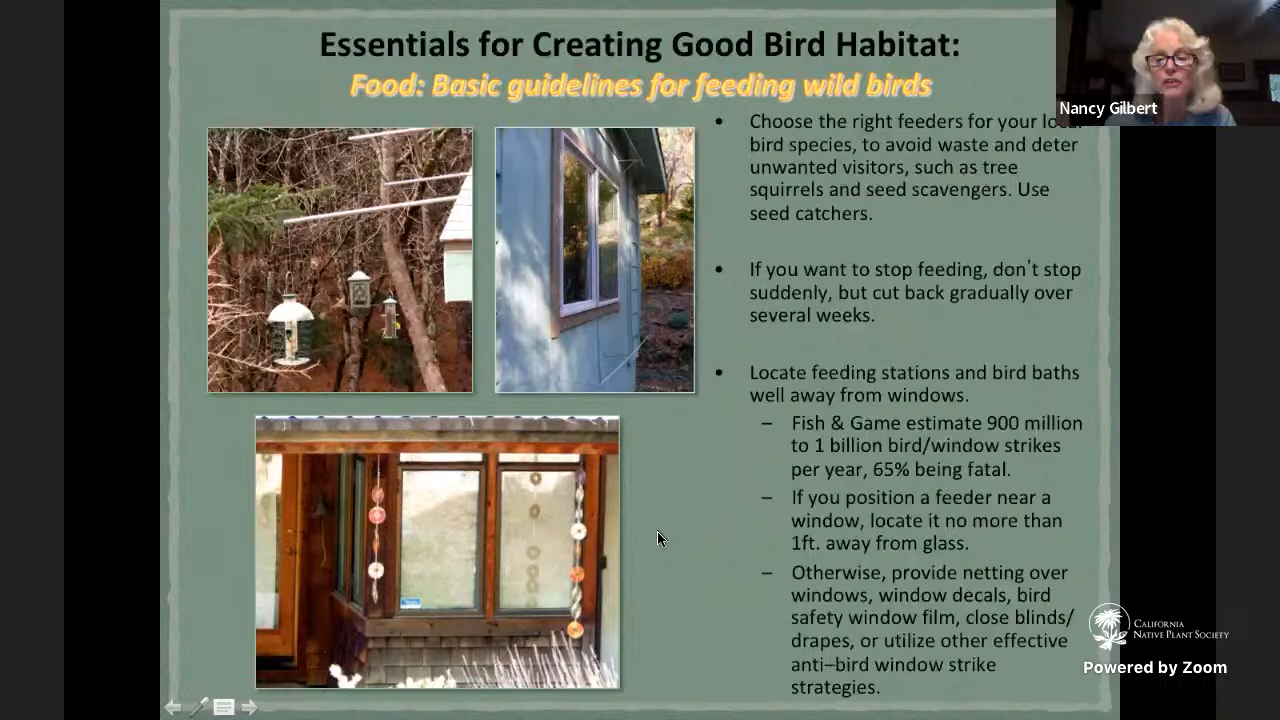 Essentials for Creating Good Bird Habitat:
Food: Basic guidelines for feeding wild birds
Nancy Gilbert
• Choose the right feeders for your local
bird species, to avoid waste and deter
unwanted visitors, such as tree
squirrels and seed scavengers. Use
seed catchers.
• If you want to stop feeding, don't stop
suddenly, but cut back gradually over
several weeks.
• Locate feeding stations and bird baths
well away from windows.
– Fish & Game estimate 900 million
to 1 billion bird/window strikes
per year, 65% being fatal.
– If you position a feeder near a
window, locate it no more than
1ft. away from glass.
– Otherwise, provide netting over
windows, window decals, bird
safety window film, close blinds/
drapes, or utilize other effective
anti–bird window strike
strategies.
CALIFORNIA
NATIVE PLANT SOCIETY
Powered by Zoom